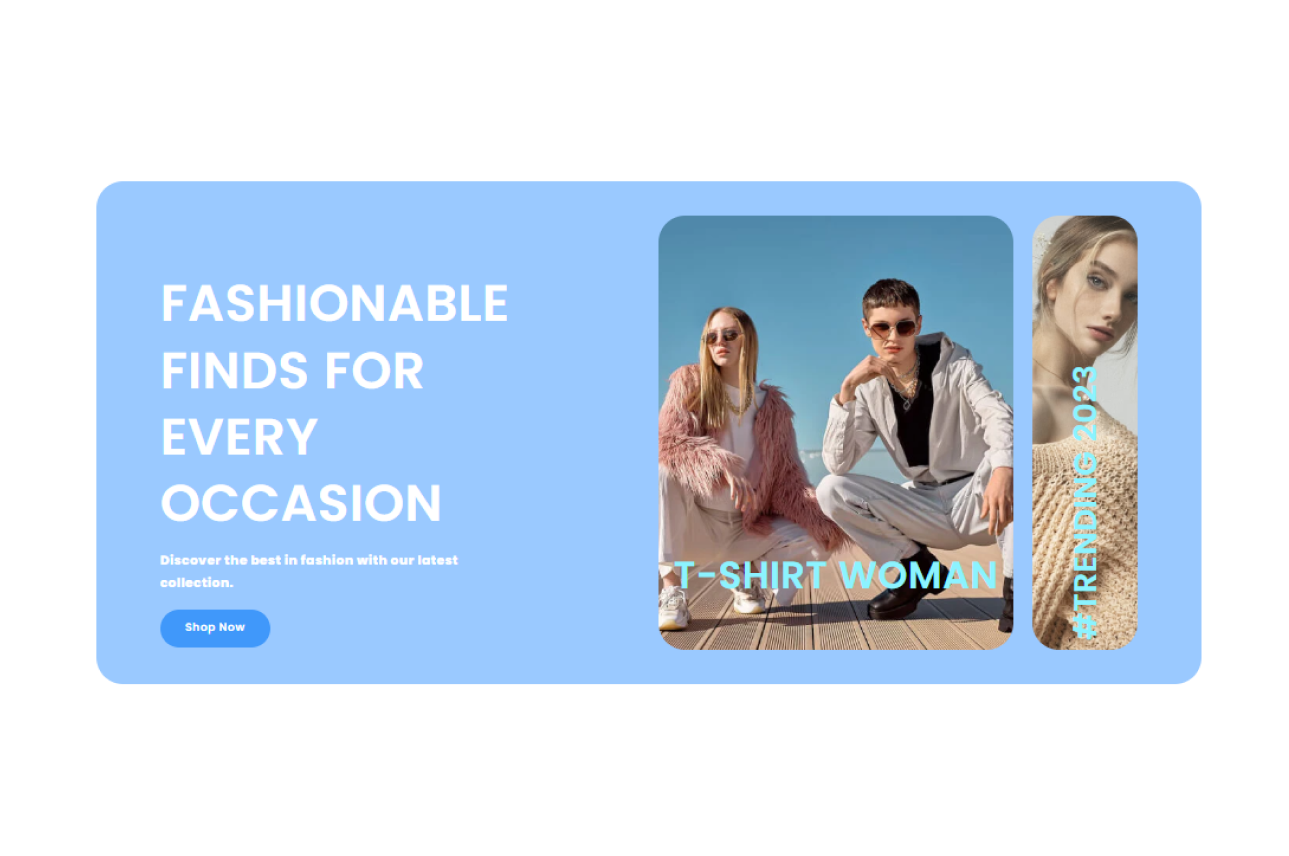 FASHIONABLE
FINDS FOR
EVERY
OCCASION
Discover the best in fashion with our latest
collection.
Shop Now
T-SHIRT WOMAN
#TRENDING 2023